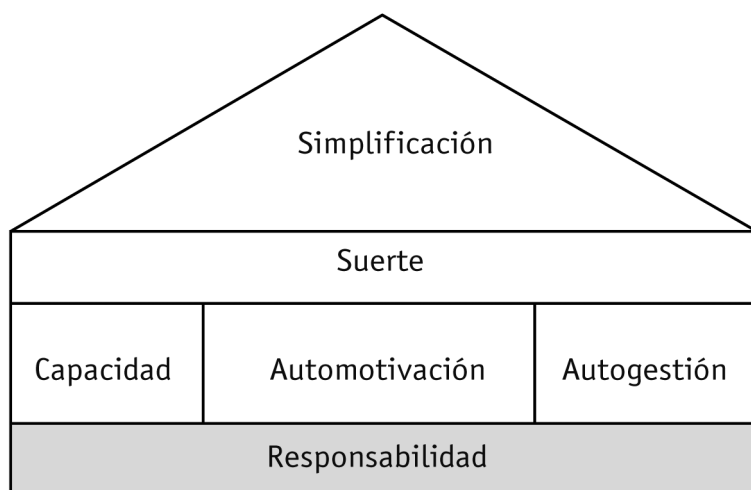 Simplificación
Suerte
Capacidad Automotivación Autogestión
Responsabilidad